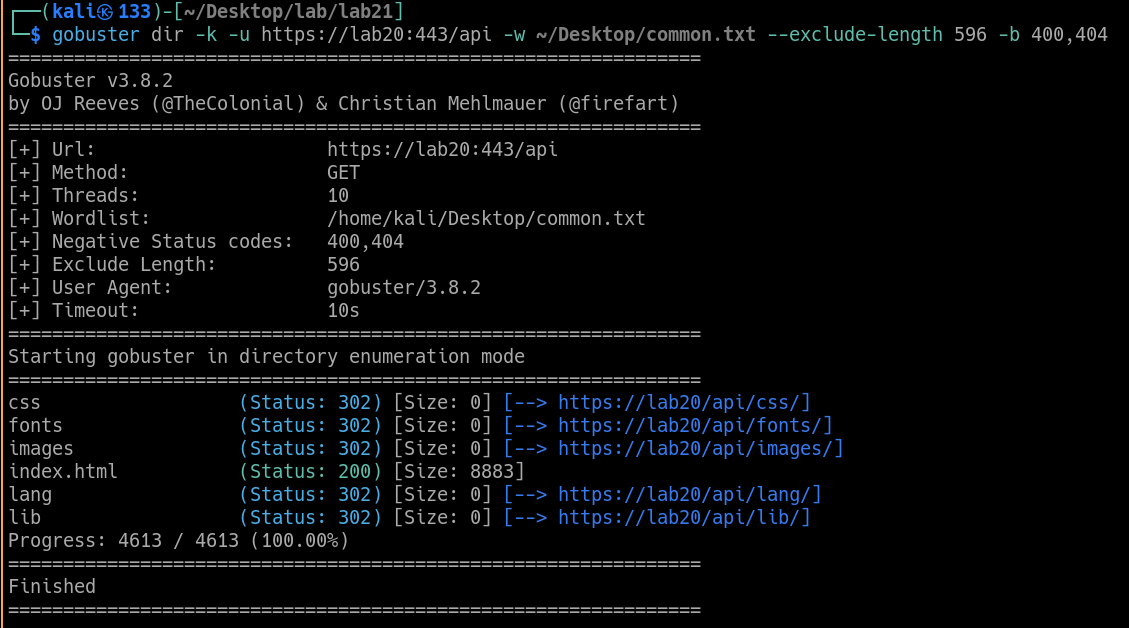 ┌──(kali㉿133)-[~/Desktop/lab/lab21]
└─$ gobuster dir -k -u https://lab20:443/api -w ~/Desktop/common.txt --exclude-length 596 -b 400,404
===============================================================
Gobuster v3.8.2
by OJ Reeves (@TheColonial) & Christian Mehlmauer (@firefart)
===============================================================
[+] Url:                     https://lab20:443/api
[+] Method:                  GET
[+] Threads:                 10
[+] Wordlist:                /home/kali/Desktop/common.txt
[+] Negative Status codes:   400,404
[+] Exclude Length:          596
[+] User Agent:              gobuster/3.8.2
[+] Timeout:                 10s
===============================================================
Starting gobuster in directory enumeration mode
===============================================================
css                  (Status: 302) [Size: 0] [--> https://lab20/api/css/]
fonts                (Status: 302) [Size: 0] [--> https://lab20/api/fonts/]
images               (Status: 302) [Size: 0] [--> https://lab20/api/images/]
index.html           (Status: 200) [Size: 8883]
lang                 (Status: 302) [Size: 0] [--> https://lab20/api/lang/]
lib                  (Status: 302) [Size: 0] [--> https://lab20/api/lib/]
Progress: 4613 / 4613 (100.00%)
===============================================================
Finished
===============================================================